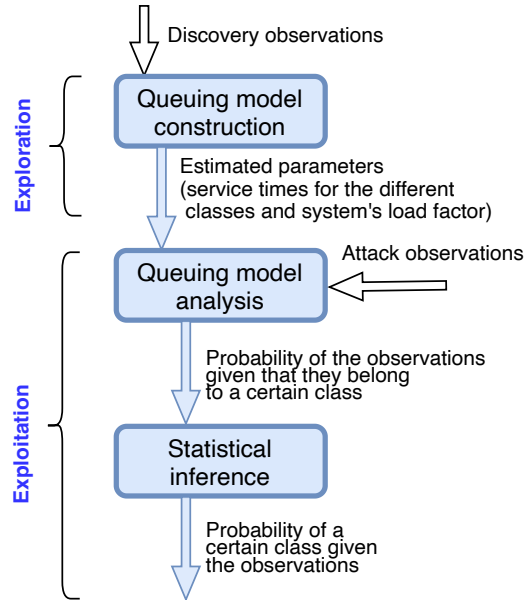 Discovery observations
Queuing model
construction
Exploration
Estimated parameters
(service times for the different
classes and system's load factor)
Attack observations
Queuing model
analysis
Exploitation
Probability of the observations
given that they belong
to a certain class
Statistical
inference
Probability of a
certain class given
the observations